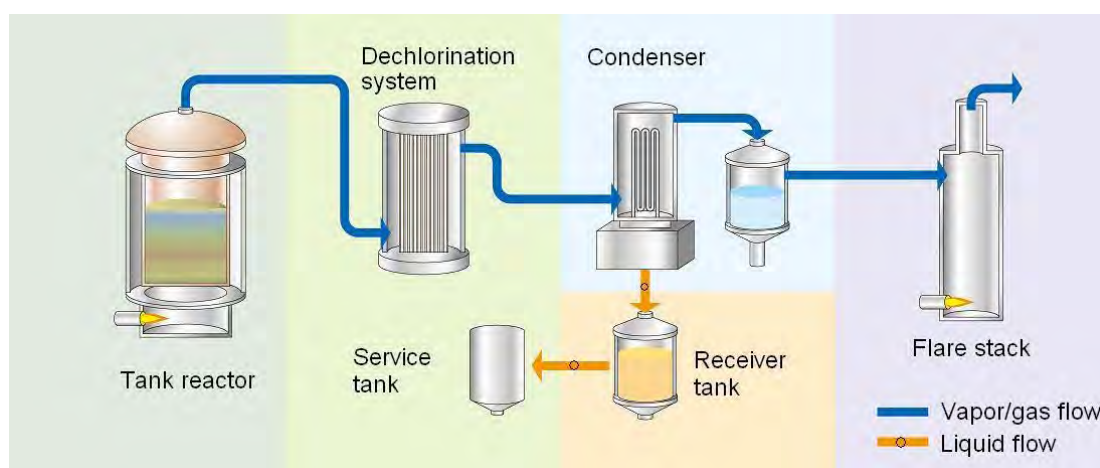 Dechlorination
system
Condenser
Tank reactor
Service
tank
Receiver
tank
Flare stack
Vapor/gas flow
Liquid flow